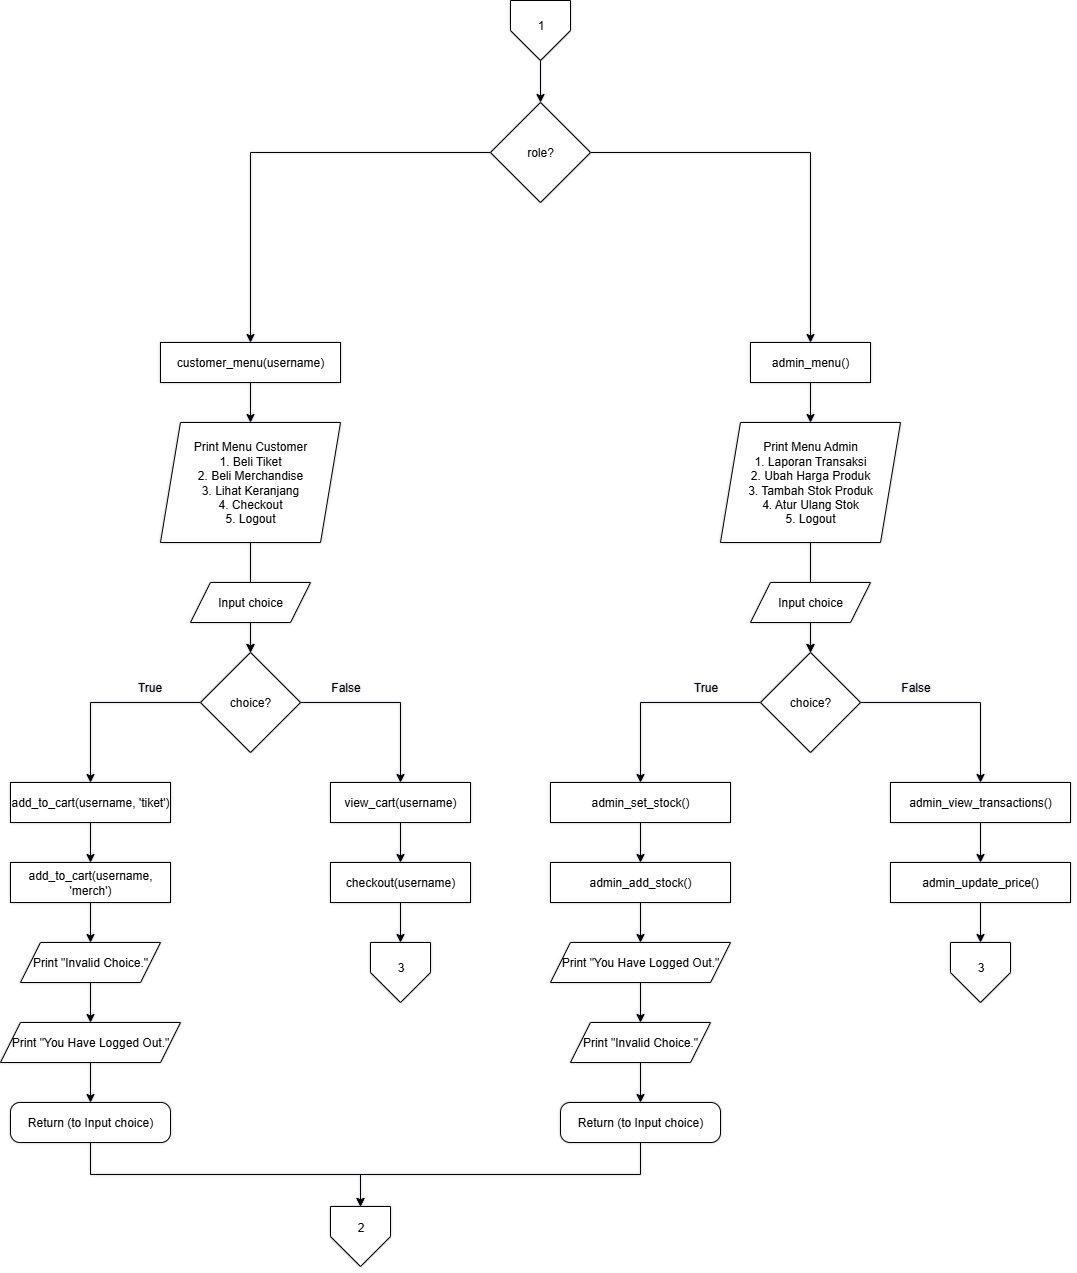 1
role?
customer_menu(username)
admin_menu()
Print Menu Customer
1. Beli Tiket
2. Beli Merchandise
3. Lihat Keranjang
4. Checkout
5. Logout
Print Menu Admin
1. Laporan Transaksi
2. Ubah Harga Produk
3. Tambah Stok Produk
4. Atur Ulang Stok
5. Logout
Input choice
Input choice
True
choice?
False
True
choice?
False
add_to_cart(username, 'tiket')
view_cart(username)
admin_set_stock()
admin_view_transactions()
add_to_cart(username,
'merch')
checkout(username)
admin_add_stock()
admin_update_price()
Print "Invalid Choice."
3
Print "You Have Logged Out."
3
Print "You Have Logged Out."
Print "Invalid Choice."
Return (to Input choice)
Return (to Input choice)
2